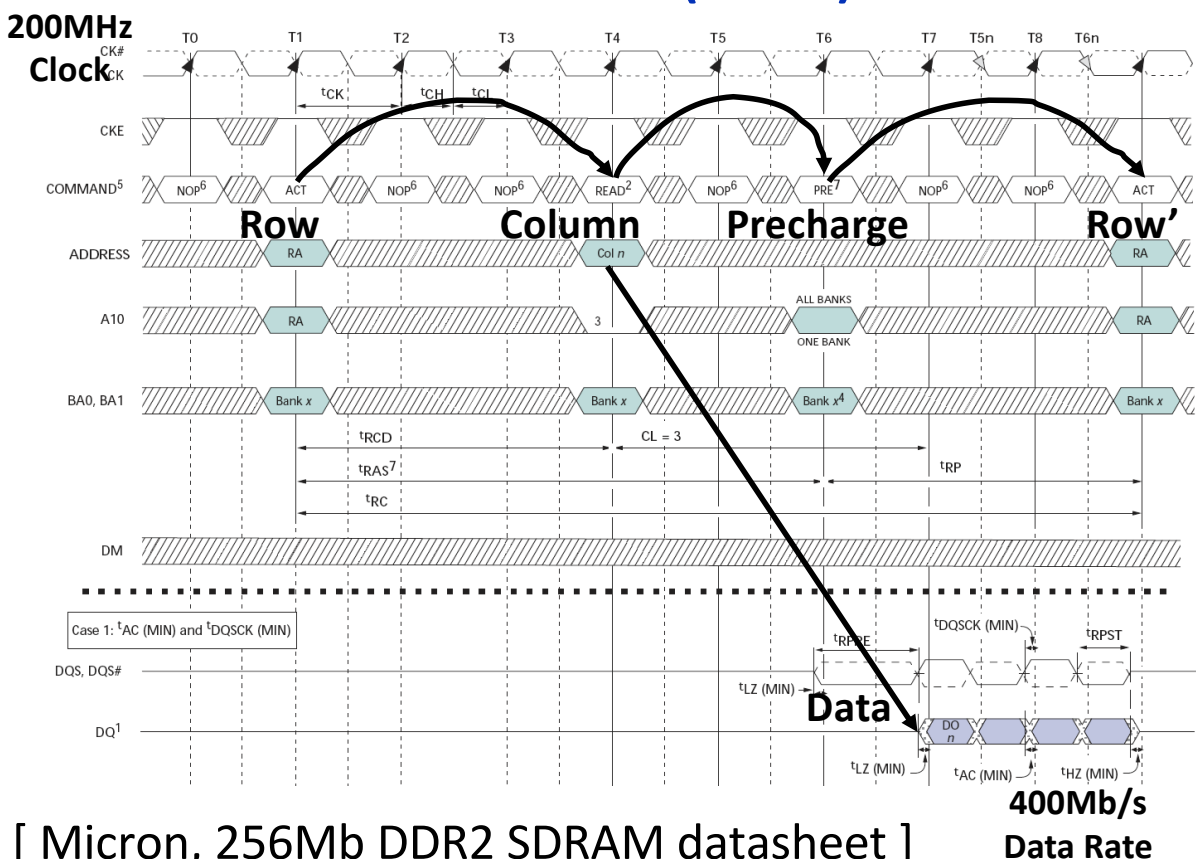 200MHz
Clock
CK#
CK
T0 T1 T2 T3 T4 T5 T6 T7 T5n T8 T6n
tCK tCH tCL
CKE
COMMAND5 NOP6 ACT NOP6 NOP6 READ2 NOP6 PRE7 NOP6 NOP6 ACT
Row Column Precharge Row’
ADDRESS RA Col n RA
ALL BANKS
A10 RA 3 RA
ONE BANK
BA0, BA1 Bank x Bank x Bank x4 Bank x
tRCD CL = 3
tRAS7 tRP
tRC
DM
Case 1: tAC (MIN) and tDQSCK (MIN)
tDQSCK (MIN)
tRPRE tRPST
DQS, DQS#
tLZ (MIN)
Data
DQ1 DO
n
tLZ (MIN) tAC (MIN) tHZ (MIN)
400Mb/s
Data Rate
[ Micron, 256Mb DDR2 SDRAM datasheet ]